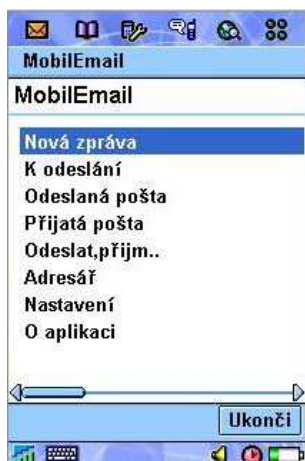 MobilEmail
MobilEmail
Nová zpráva
K odeslání
Odeslaná pošta
Přijatá pošta
Odeslat,přijm..
Adresář
Nastavení
O aplikaci
Ukonči